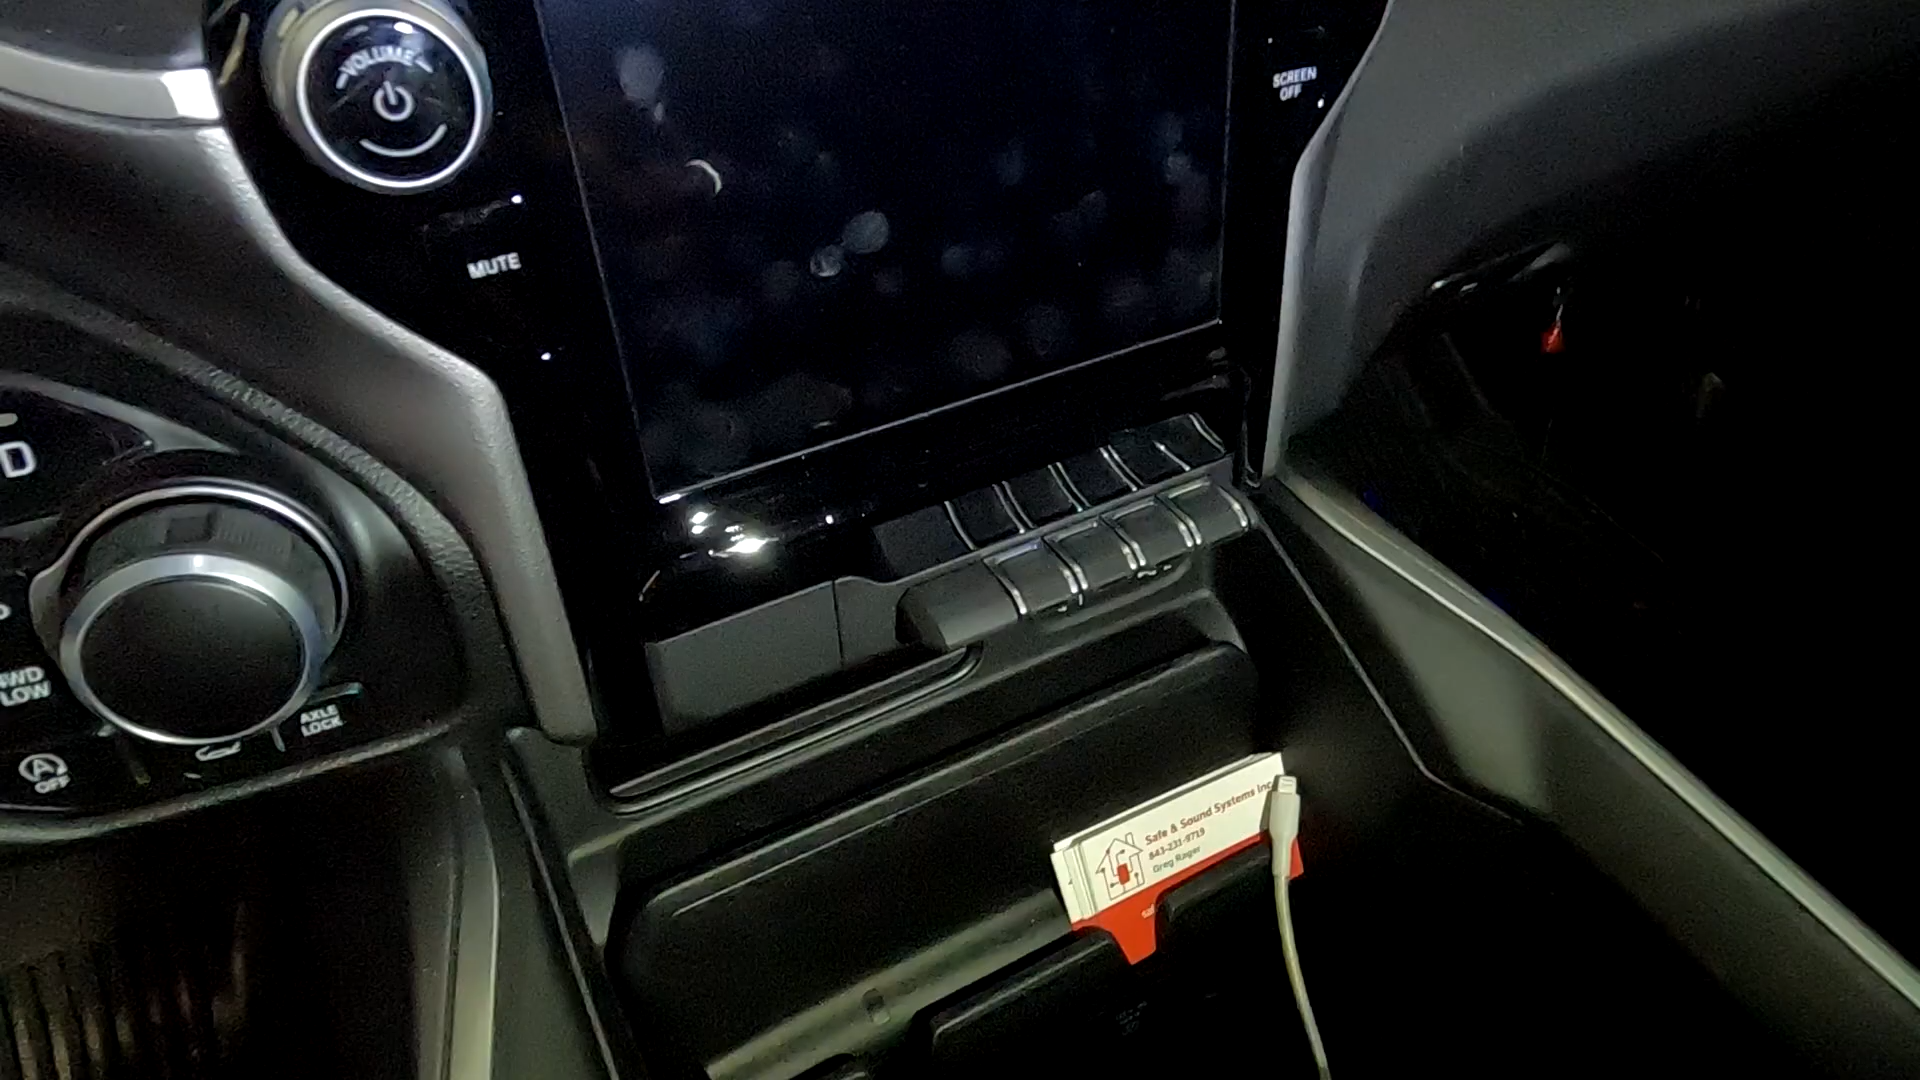 VOLUME
SCREEN
OFF
MUTE
D
4WD
LOW
AXLE
LOCK
A
OFF
Safe & Sound Systems Inc
843-231-9719
Greg Rager